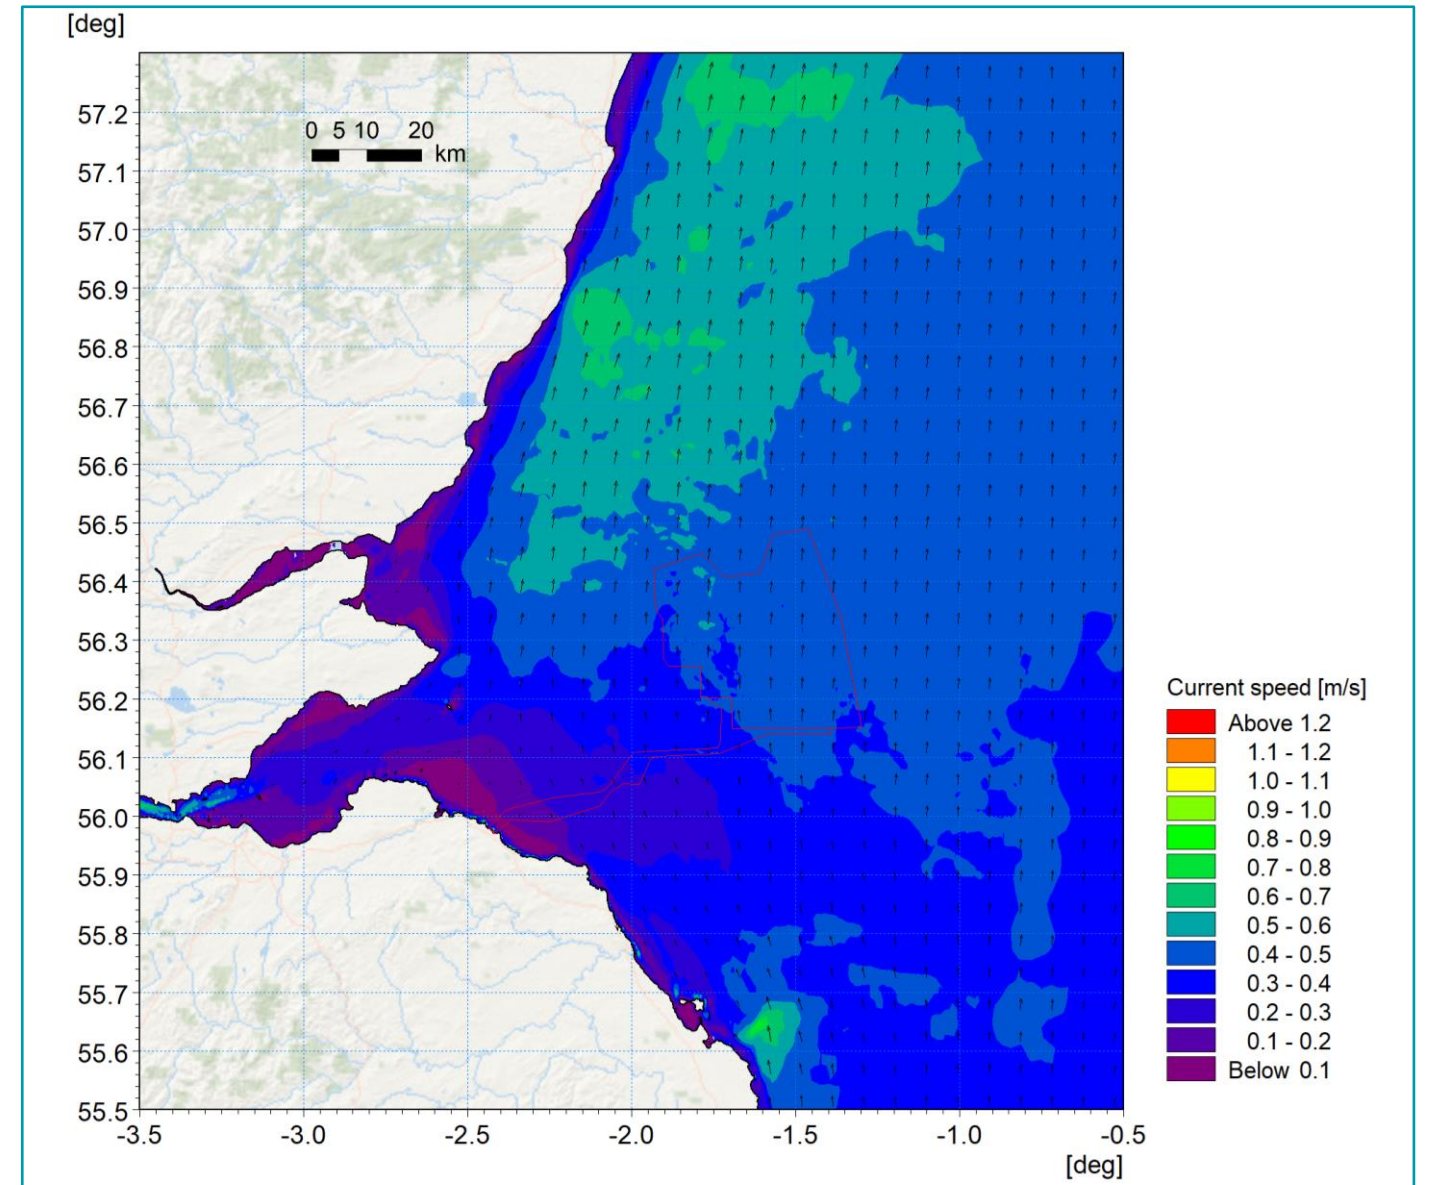 [deg]
57.2
57.1
57.0
56.9
56.8
56.7
56.6
56.5
56.4
56.3
56.2
56.1
56.0
55.9
55.8
55.7
55.6
55.5
0 5 10 20
km
-3.5 -3.0 -2.5 -2.0 -1.5 -1.0 -0.5
[deg]
Current speed [m/s]
Above 1.2
1.1 - 1.2
1.0 - 1.1
0.9 - 1.0
0.8 - 0.9
0.7 - 0.8
0.6 - 0.7
0.5 - 0.6
0.4 - 0.5
0.3 - 0.4
0.2 - 0.3
0.1 - 0.2
Below 0.1